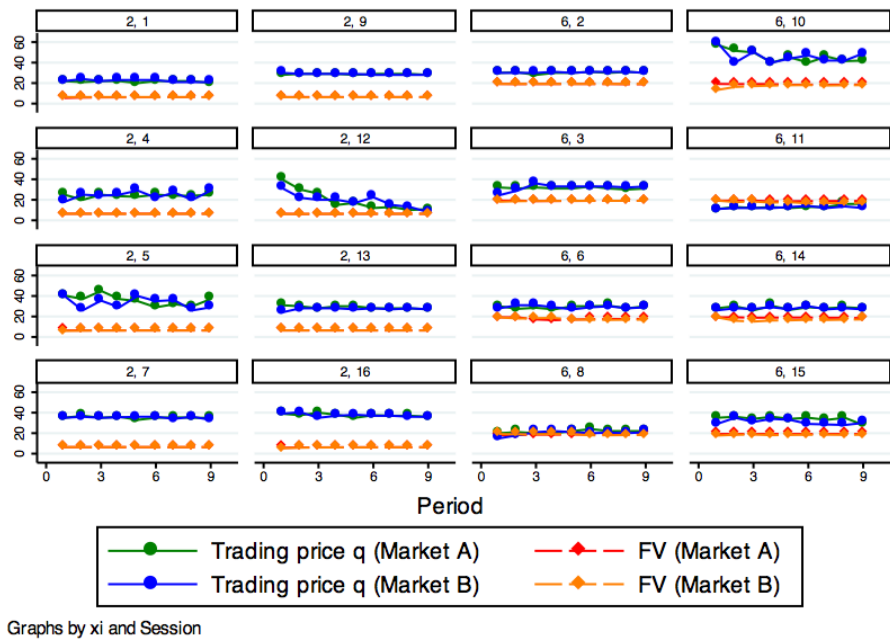 2, 1
2, 9
6, 2
6, 10
0 20 40 60
2, 4
2, 12
6, 3
6, 11
0 20 40 60
2, 5
2, 13
6, 6
6, 14
0 20 40 60
2, 7
2, 16
6, 8
6, 15
0 20 40 60
0 3 6 9 0 3 6 9 0 3 6 9 0 3 6 9
Period
Trading price q (Market A) FV (Market A)
Trading price q (Market B) FV (Market B)
Graphs by xi and Session